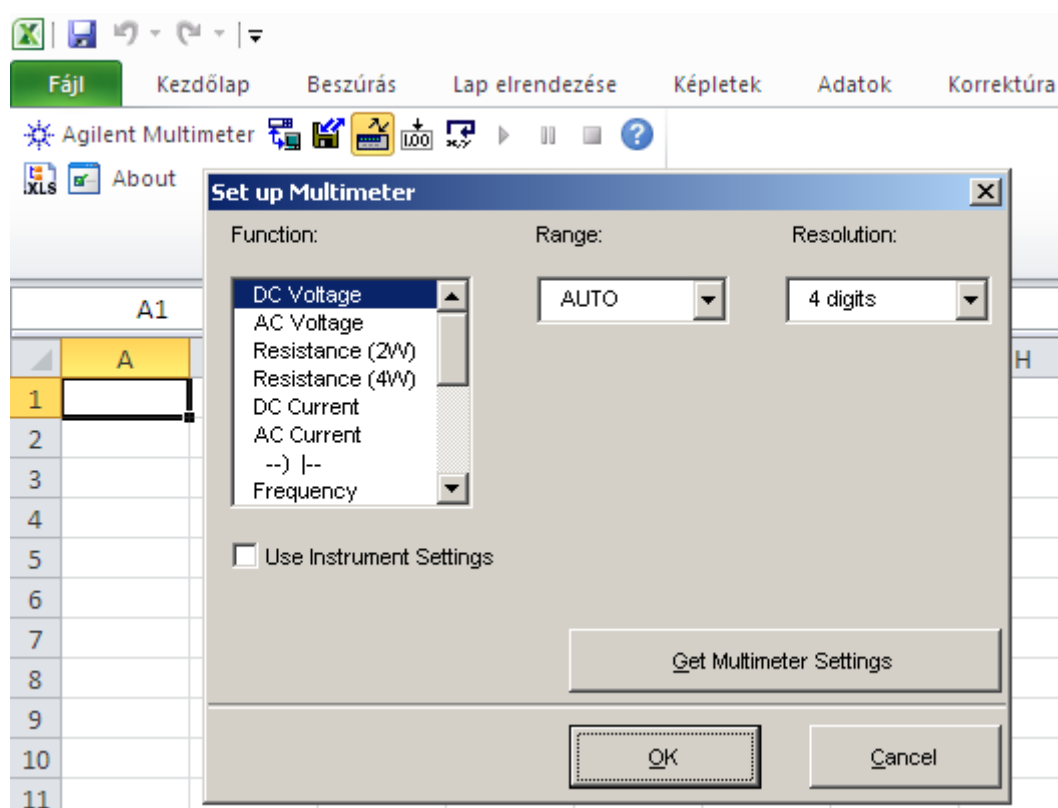 Fájl Kezdőlap Beszúrás Lap elrendezése Képletek Adatok Korrektúra
Agilent Multimeter
About
Set up Multimeter
Function: Range: Resolution:
DC Voltage
AC Voltage
Resistance (2W)
Resistance (4W)
DC Current
AC Current
--) |--
Frequency
AUTO
4 digits
Use Instrument Settings
Get Multimeter Settings
OK Cancel
A1
A H
1
2
3
4
5
6
7
8
9
10
11